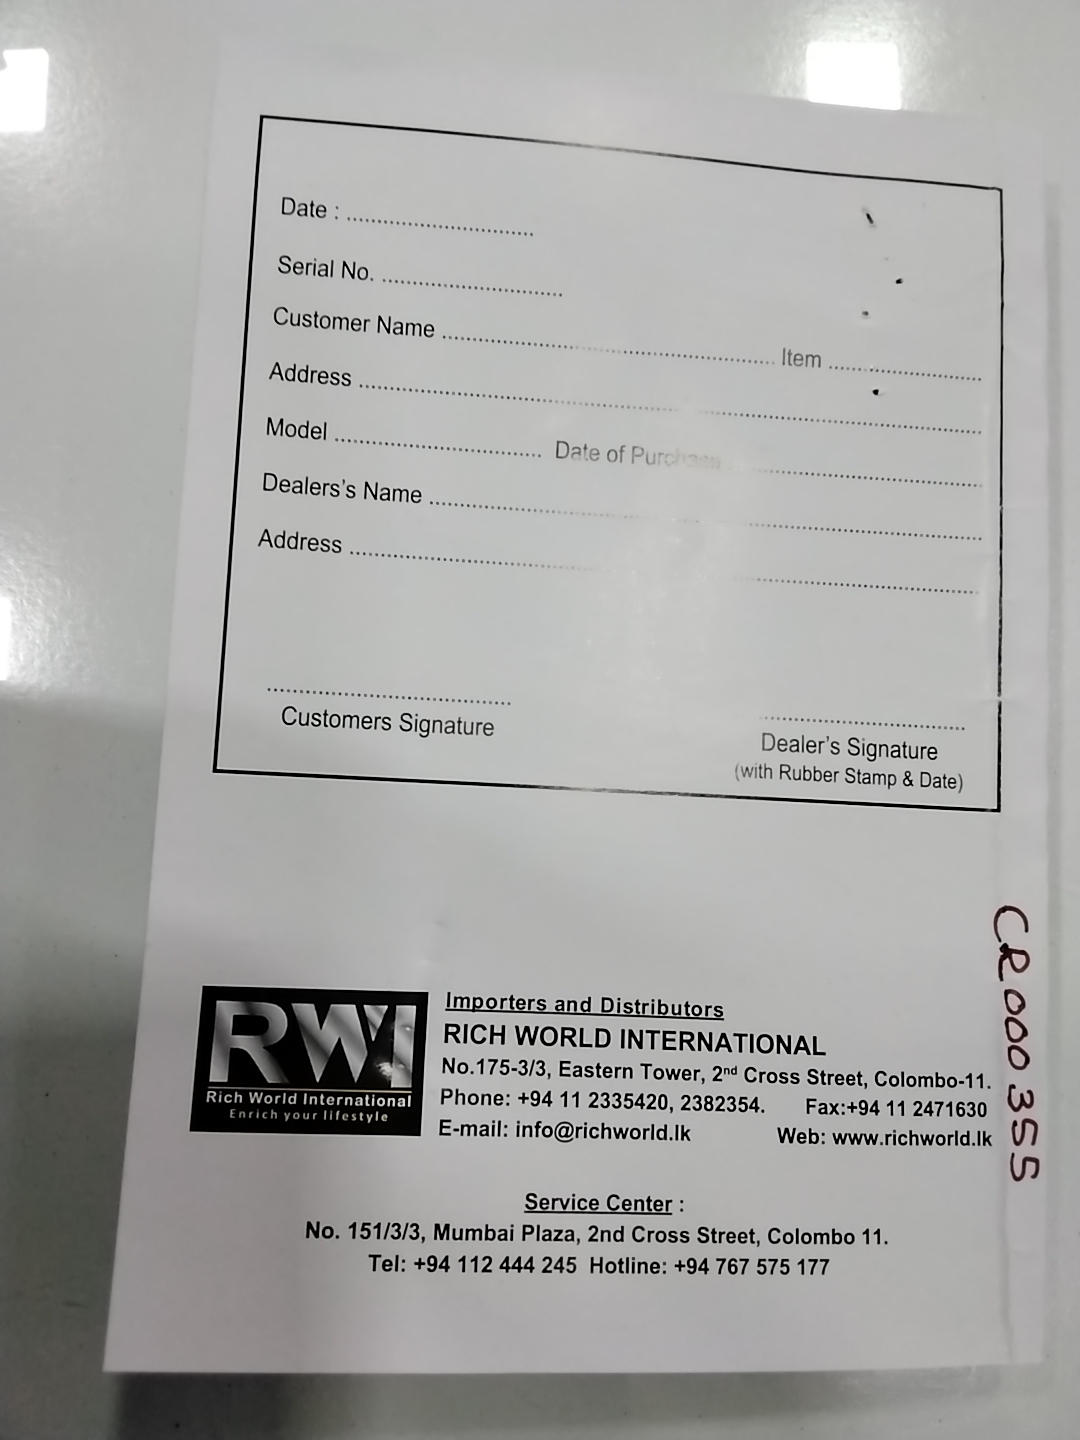 Date : ........................................
Serial No. ......................................
Customer Name ...................................................................... Item ................................
Address ....................................................................................................................................
Model ............................................ Date of Purchase ....................................................
Dealers's Name ......................................................................................................................
Address ....................................................................................................................................
....................................................
Customers Signature
............................................
Dealer's Signature
(with Rubber Stamp & Date)
CR000355
RWI
Rich World International
Enrich your lifestyle
Importers and Distributors
RICH WORLD INTERNATIONAL
No.175-3/3, Eastern Tower, 2nd Cross Street, Colombo-11.
Phone: +94 11 2335420, 2382354. Fax:+94 11 2471630
E-mail: info@richworld.lk Web: www.richworld.lk
Service Center :
No. 151/3/3, Mumbai Plaza, 2nd Cross Street, Colombo 11.
Tel: +94 112 444 245 Hotline: +94 767 575 177